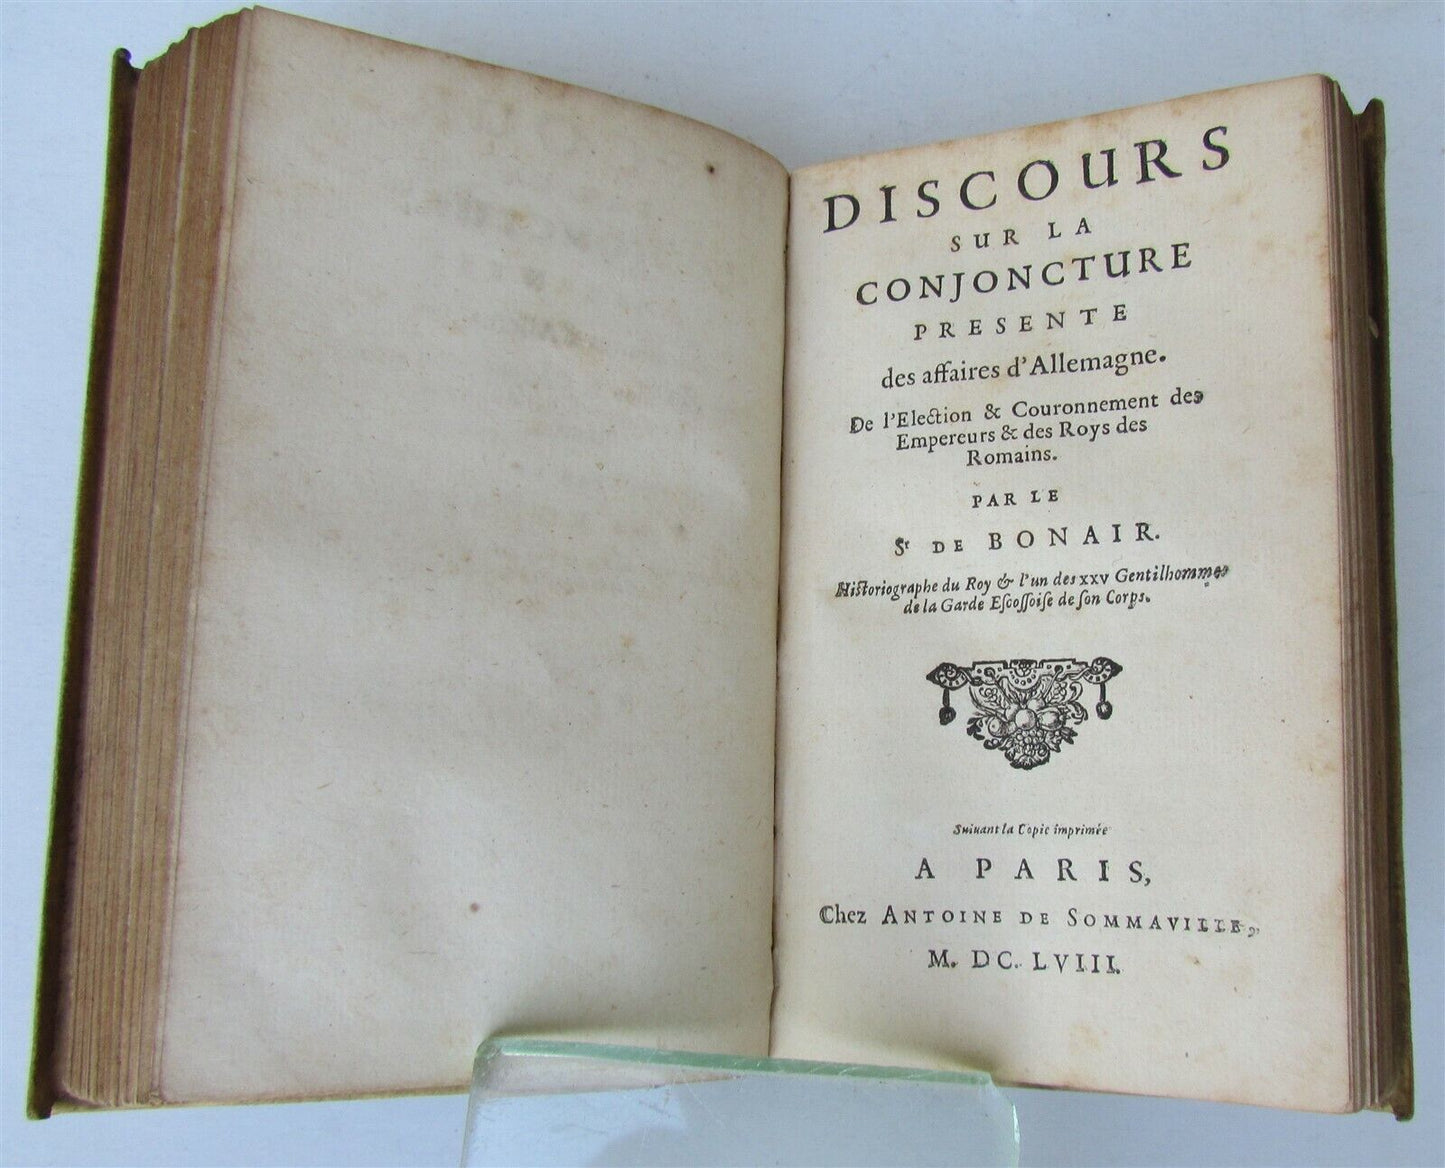 DISCOURS
SUR LA
CONJONCTURE
PRESENTE
des affaires d'Allemagne.
De l'Election & Couronnement des
Empereurs & des Roys des
Romains.
PAR LE
Sr DE BONAIR.
Historiographe du Roy & l'un des XXV Gentilhommes
de la Garde Eſcoſſoiſe de ſon Corps.
Suivant la Copie imprimée
A PARIS,
Chez ANTOINE DE SOMMAVILLE,
M. DC. LVIII.